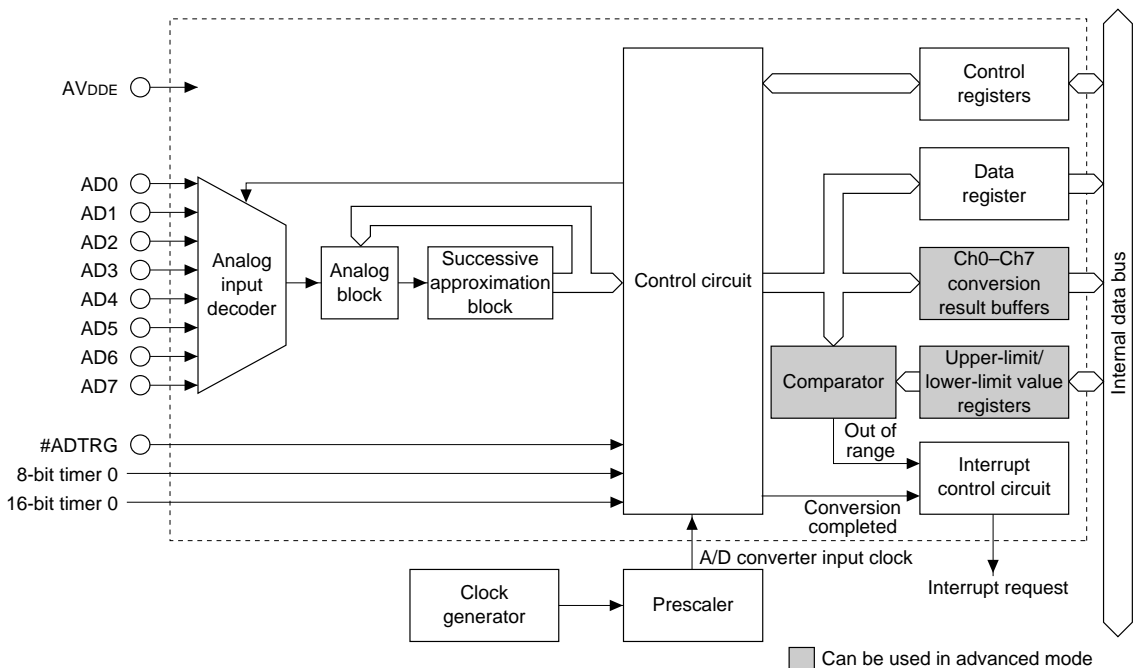 AVDDE
AD0
AD1
AD2
AD3
AD4
AD5
AD6
AD7
#ADTRG
8-bit timer 0
16-bit timer 0
Analog
input
decoder
Analog
block
Successive
approximation
block
Control circuit
Control
registers
Data
register
Ch0–Ch7
conversion
result buffers
Comparator
Upper-limit/
lower-limit value
registers
Out of
range
Interrupt
control circuit
Conversion
completed
Internal data bus
A/D converter input clock
Interrupt request
Clock
generator
Prescaler
Can be used in advanced mode